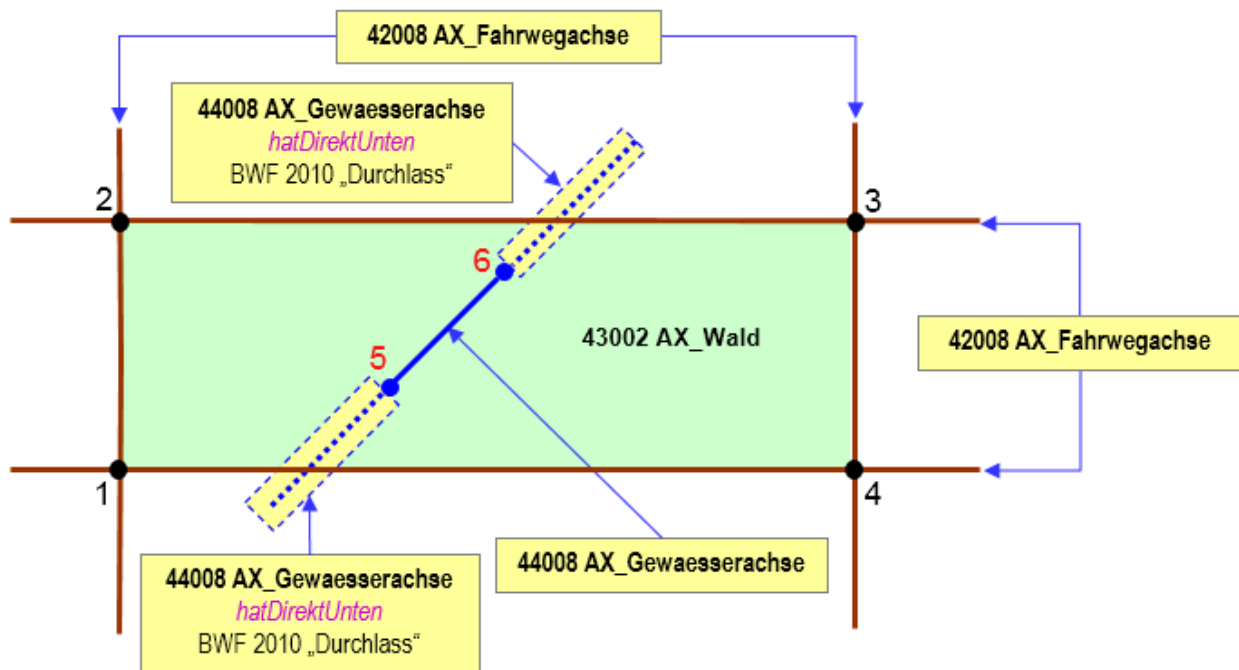 42008 AX_Fahrwegachse
44008 AX_Gewaesserachse
hatDirektUnten
BWF 2010 „Durchlass“
2
3
6
43002 AX_Wald
42008 AX_Fahrwegachse
5
1
4
44008 AX_Gewaesserachse
44008 AX_Gewaesserachse
hatDirektUnten
BWF 2010 „Durchlass“